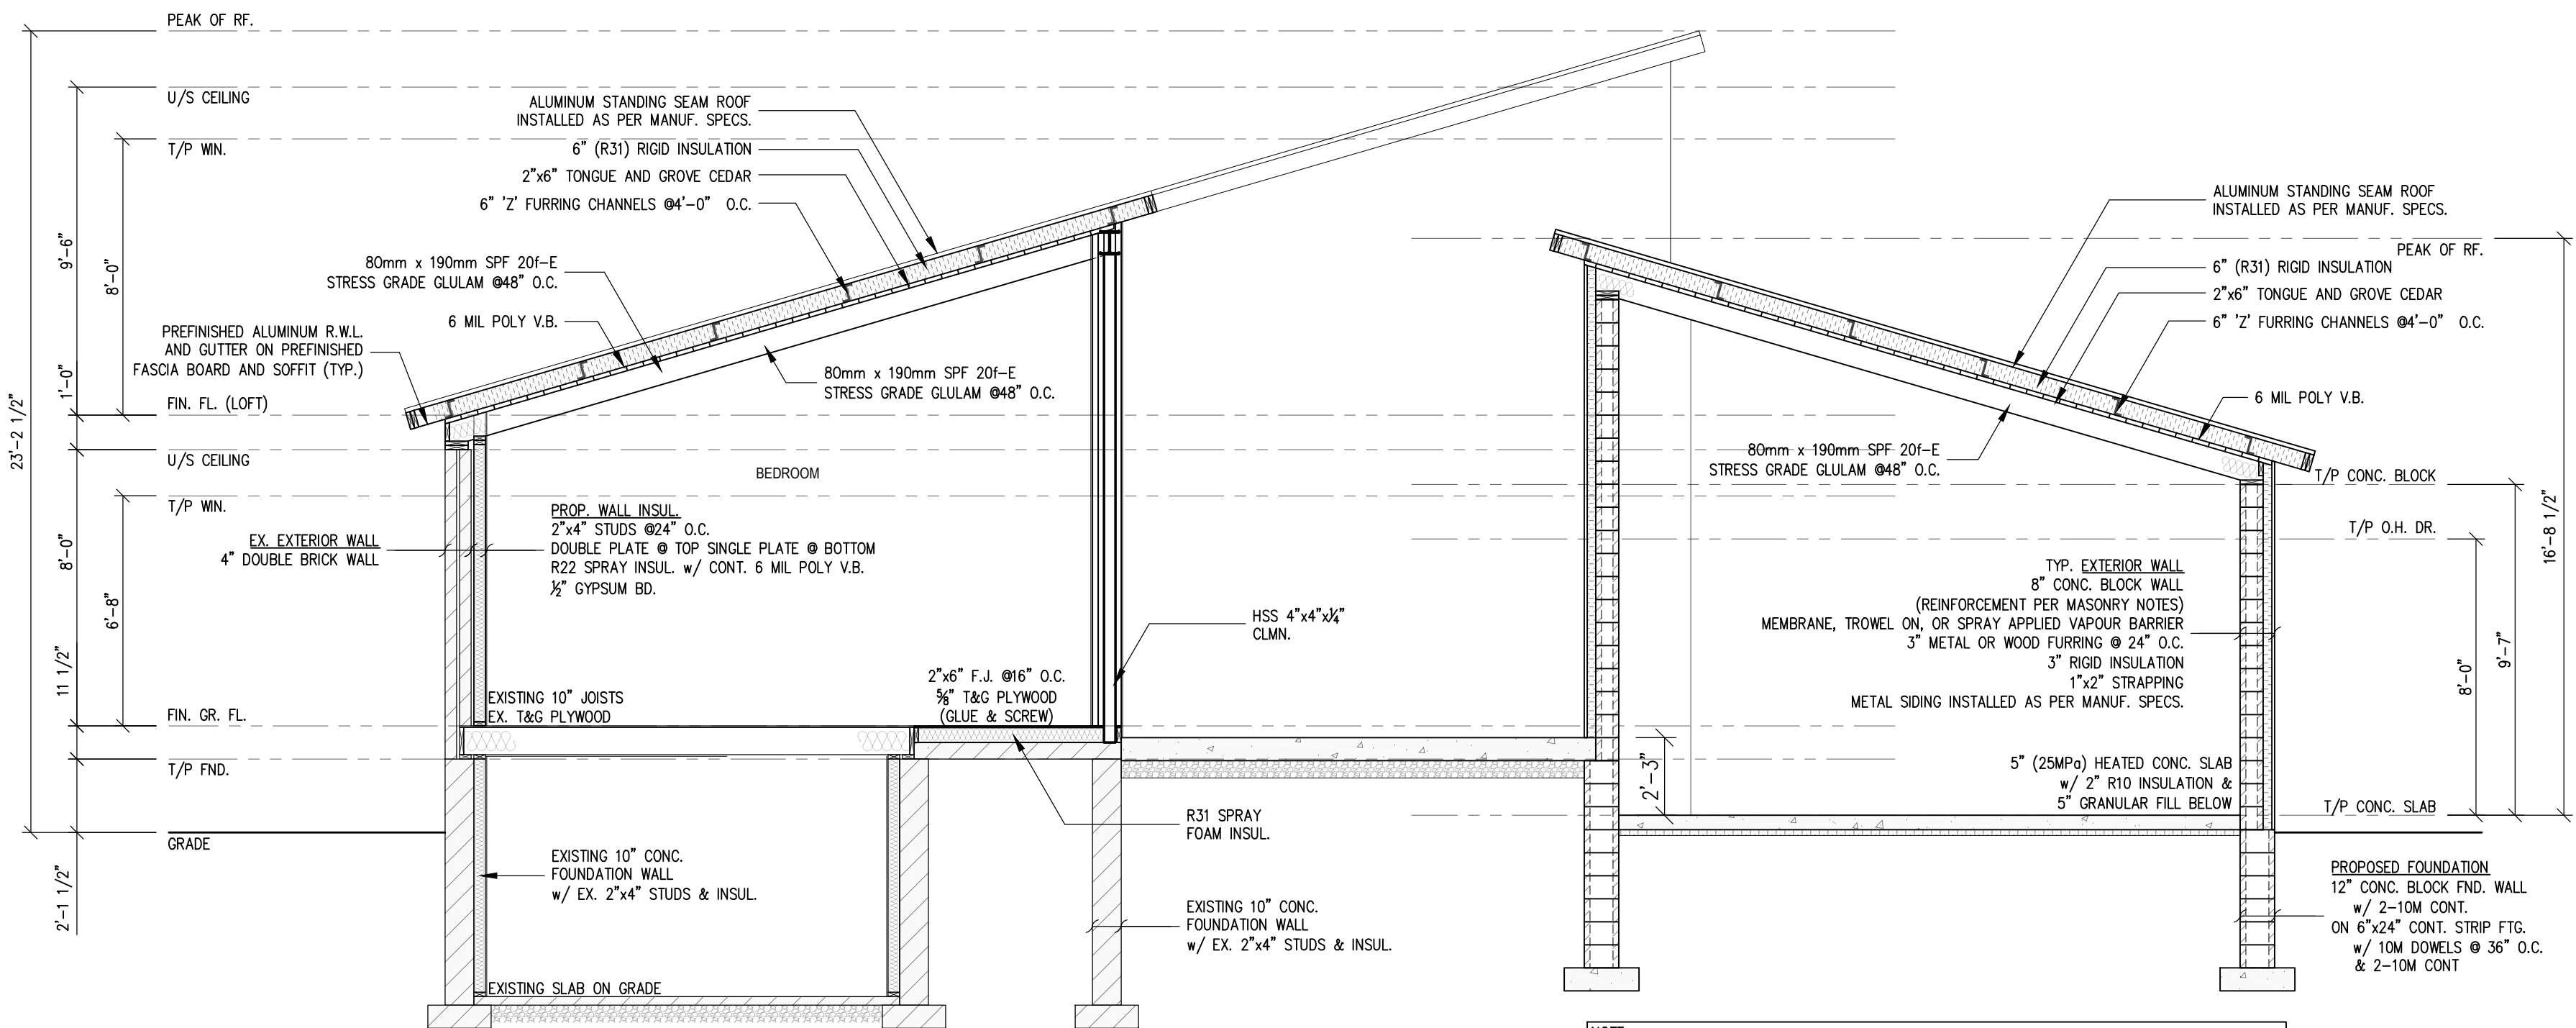 PEAK OF RF.
U/S CEILING
T/P WIN.
FIN. FL. (LOFT)
U/S CEILING
T/P WIN.
FIN. GR. FL.
T/P FND.
GRADE
23'-2 1/2"
9'-6"
1'-0"
8'-0"
11 1/2"
2'-1 1/2"
8'-0"
6'-8"
ALUMINUM STANDING SEAM ROOF
INSTALLED AS PER MANUF. SPECS.
6" (R31) RIGID INSULATION
2"x6" TONGUE AND GROVE CEDAR
6" 'Z' FURRING CHANNELS @4'-0" O.C.
80mm x 190mm SPF 20f-E
STRESS GRADE GLULAM @48" O.C.
6 MIL POLY V.B.
PREFINISHED ALUMINUM R.W.L.
AND GUTTER ON PREFINISHED
FASCIA BOARD AND SOFFIT (TYP.)
80mm x 190mm SPF 20f-E
STRESS GRADE GLULAM @48" O.C.
BEDROOM
EX. EXTERIOR WALL
4" DOUBLE BRICK WALL
PROP. WALL INSUL.
2"x4" STUDS @24" O.C.
DOUBLE PLATE @ TOP SINGLE PLATE @ BOTTOM
R22 SPRAY INSUL. w/ CONT. 6 MIL POLY V.B.
½" GYPSUM BD.
EXISTING 10" JOISTS
EX. T&G PLYWOOD
2"x6" F.J. @16" O.C.
⅝" T&G PLYWOOD
(GLUE & SCREW)
HSS 4"x4"x¼"
CLMN.
R31 SPRAY
FOAM INSUL.
EXISTING 10" CONC.
FOUNDATION WALL
w/ EX. 2"x4" STUDS & INSUL.
EXISTING SLAB ON GRADE
EXISTING 10" CONC.
FOUNDATION WALL
w/ EX. 2"x4" STUDS & INSUL.
ALUMINUM STANDING SEAM ROOF
INSTALLED AS PER MANUF. SPECS.
PEAK OF RF.
6" (R31) RIGID INSULATION
2"x6" TONGUE AND GROVE CEDAR
6" 'Z' FURRING CHANNELS @4'-0" O.C.
6 MIL POLY V.B.
80mm x 190mm SPF 20f-E
STRESS GRADE GLULAM @48" O.C.
T/P CONC. BLOCK
T/P O.H. DR.
TYP. EXTERIOR WALL
8" CONC. BLOCK WALL
(REINFORCEMENT PER MASONRY NOTES)
MEMBRANE, TROWEL ON, OR SPRAY APPLIED VAPOUR BARRIER
3" METAL OR WOOD FURRING @ 24" O.C.
3" RIGID INSULATION
1"x2" STRAPPING
METAL SIDING INSTALLED AS PER MANUF. SPECS.
2'-3"
5" (25MPa) HEATED CONC. SLAB
w/ 2" R10 INSULATION &
5" GRANULAR FILL BELOW
T/P CONC. SLAB
8'-0"
9'-7"
16'-8 1/2"
PROPOSED FOUNDATION
12" CONC. BLOCK FND. WALL
w/ 2-10M CONT.
ON 6"x24" CONT. STRIP FTG.
w/ 10M DOWELS @ 36" O.C.
& 2-10M CONT